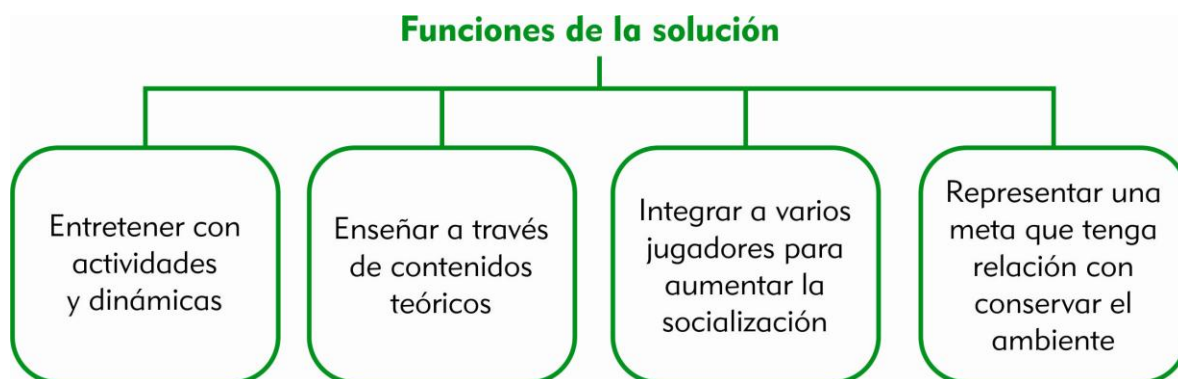 Funciones de la solución
Entretener con
actividades
y dinámicas
Enseñar a través
de contenidos
teóricos
Integrar a varios
jugadores para
aumentar la
socialización
Representar una
meta que tenga
relación con
conservar el
ambiente